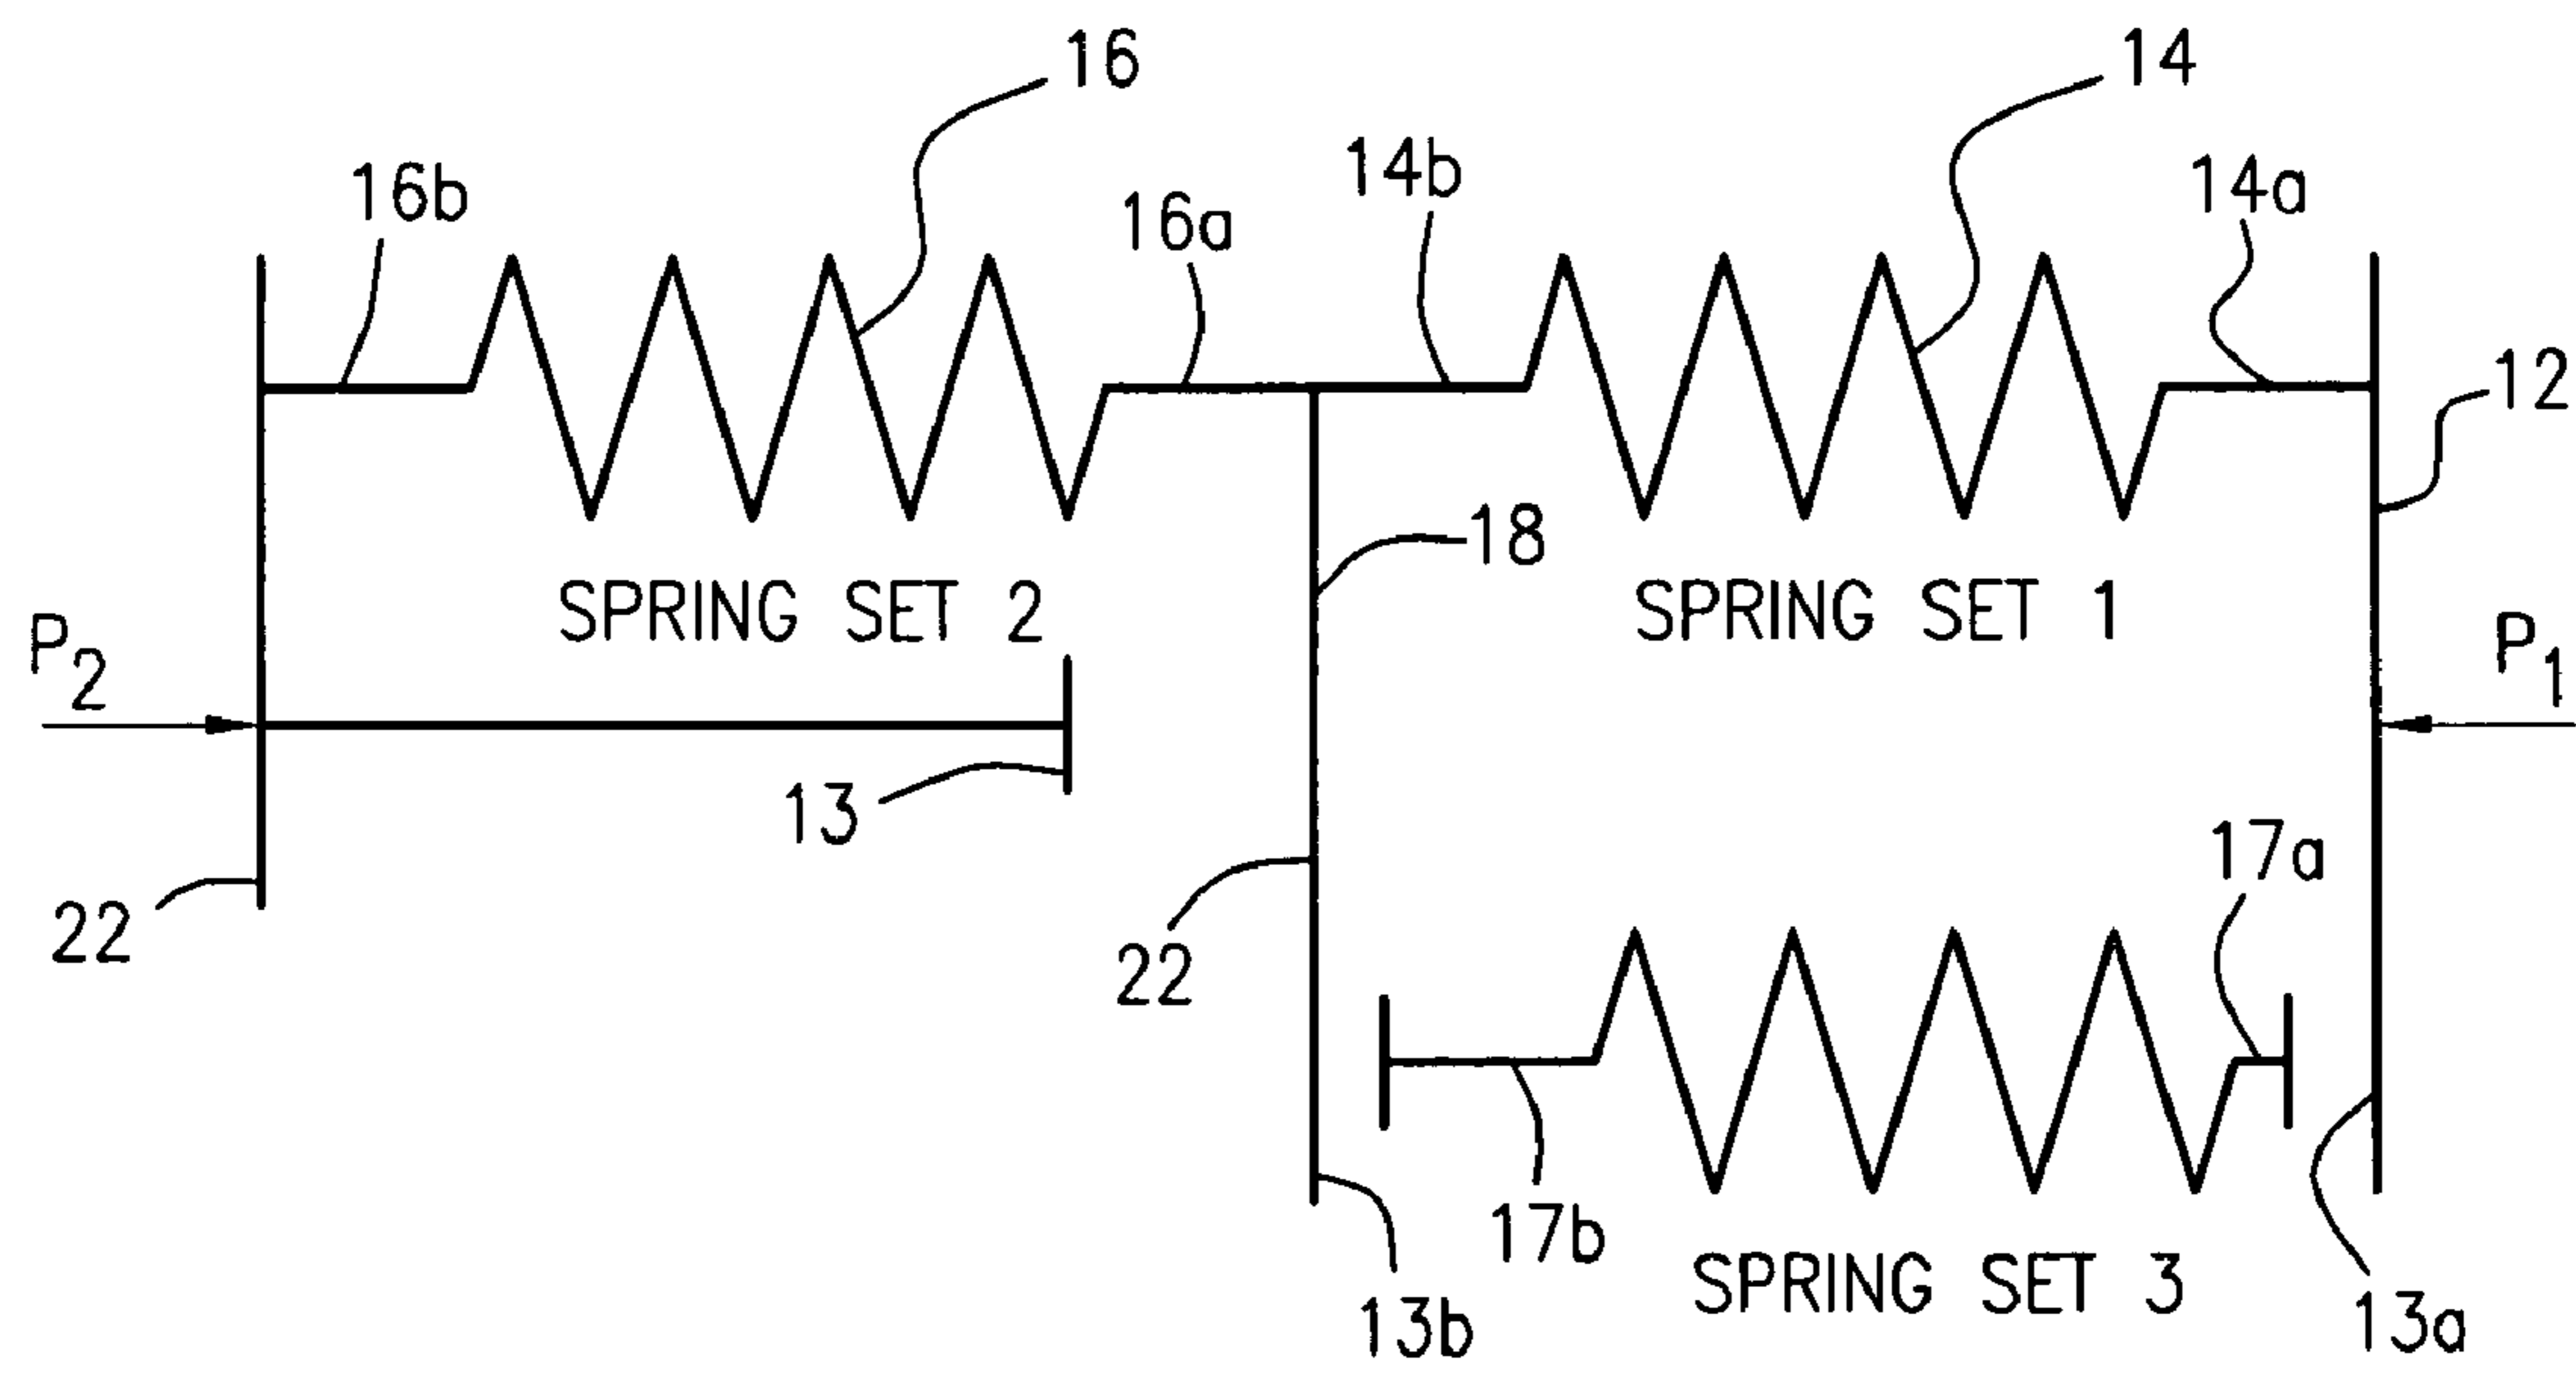 16
14
16b
16a
14b
14a
12
18
SPRING SET 2
SPRING SET 1
P2
P1
13
17a
22
22
17b
SPRING SET 3
13b
13a